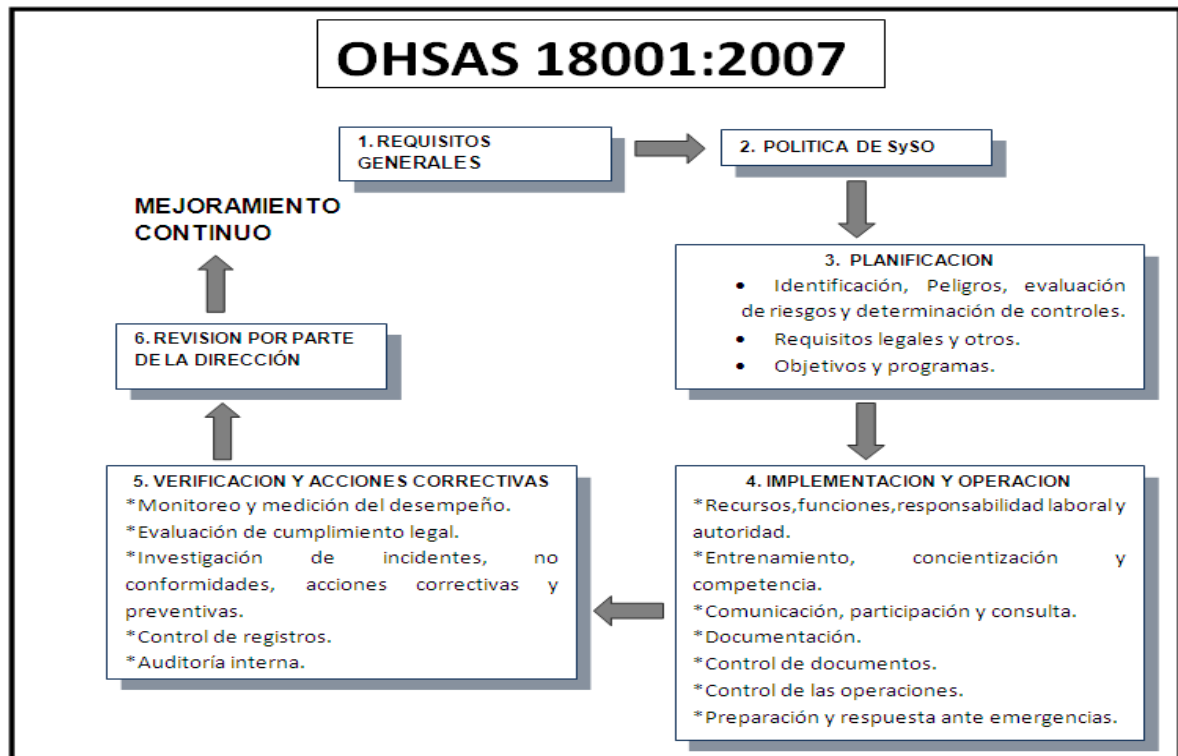 OHSAS 18001:2007
1. REQUISITOS
GENERALES
2. POLITICA DE SySO
MEJORAMIENTO
CONTINUO
3. PLANIFICACION
• Identificación, Peligros, evaluación
de riesgos y determinación de controles.
• Requisitos legales y otros.
• Objetivos y programas.
6. REVISION POR PARTE
DE LA DIRECCIÓN
5. VERIFICACION Y ACCIONES CORRECTIVAS
*Monitoreo y medición del desempeño.
*Evaluación de cumplimiento legal.
*Investigación de incidentes, no
conformidades, acciones correctivas y
preventivas.
*Control de registros.
*Auditoría interna.
4. IMPLEMENTACION Y OPERACION
*Recursos,funciones,responsabilidad laboral y
autoridad.
*Entrenamiento, concientización y
competencia.
*Comunicación, participación y consulta.
*Documentación.
*Control de documentos.
*Control de las operaciones.
*Preparación y respuesta ante emergencias.